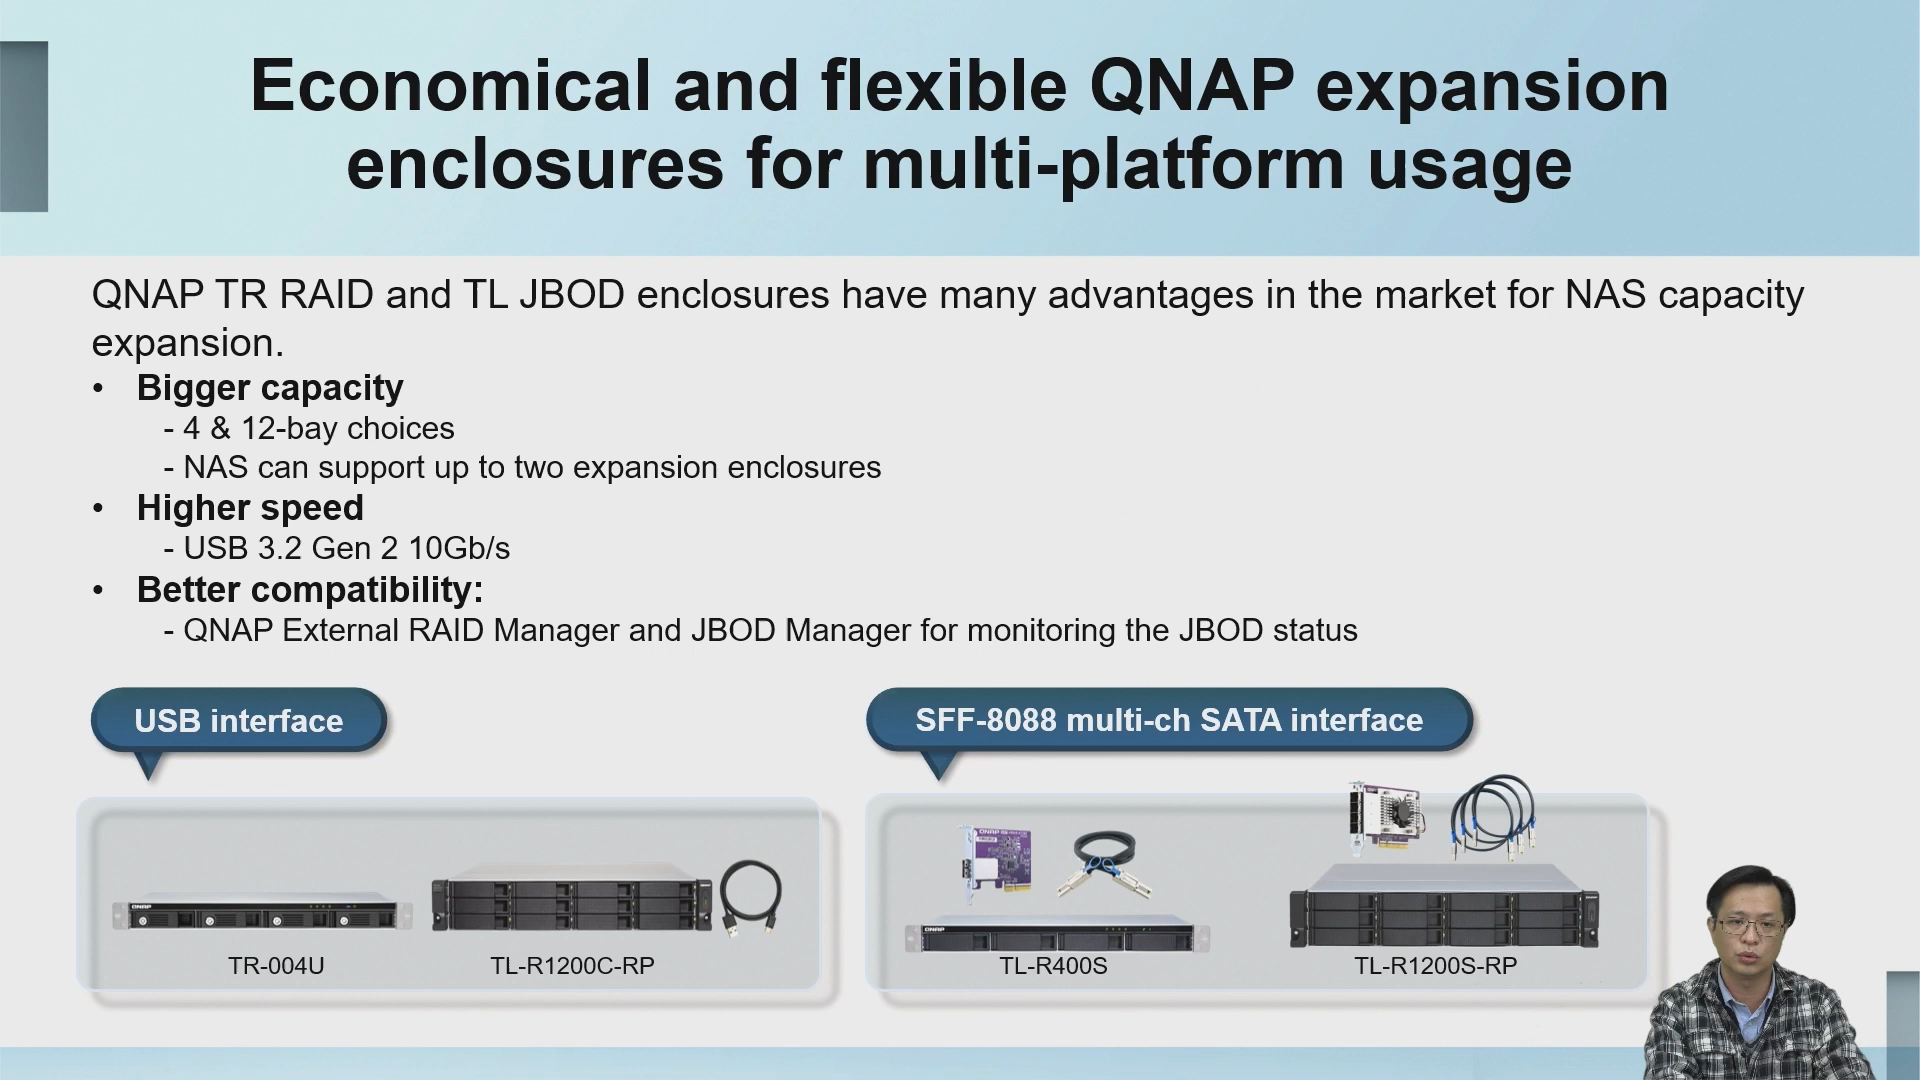 Economical and flexible QNAP expansion
enclosures for multi-platform usage
QNAP TR RAID and TL JBOD enclosures have many advantages in the market for NAS capacity
expansion.
• Bigger capacity
- 4 & 12-bay choices
- NAS can support up to two expansion enclosures
• Higher speed
- USB 3.2 Gen 2 10Gb/s
• Better compatibility:
- QNAP External RAID Manager and JBOD Manager for monitoring the JBOD status
USB interface
SFF-8088 multi-ch SATA interface
QNAP
QNAP
QNAP
TR-004U
TL-R1200C-RP
TL-R400S
TL-R1200S-RP